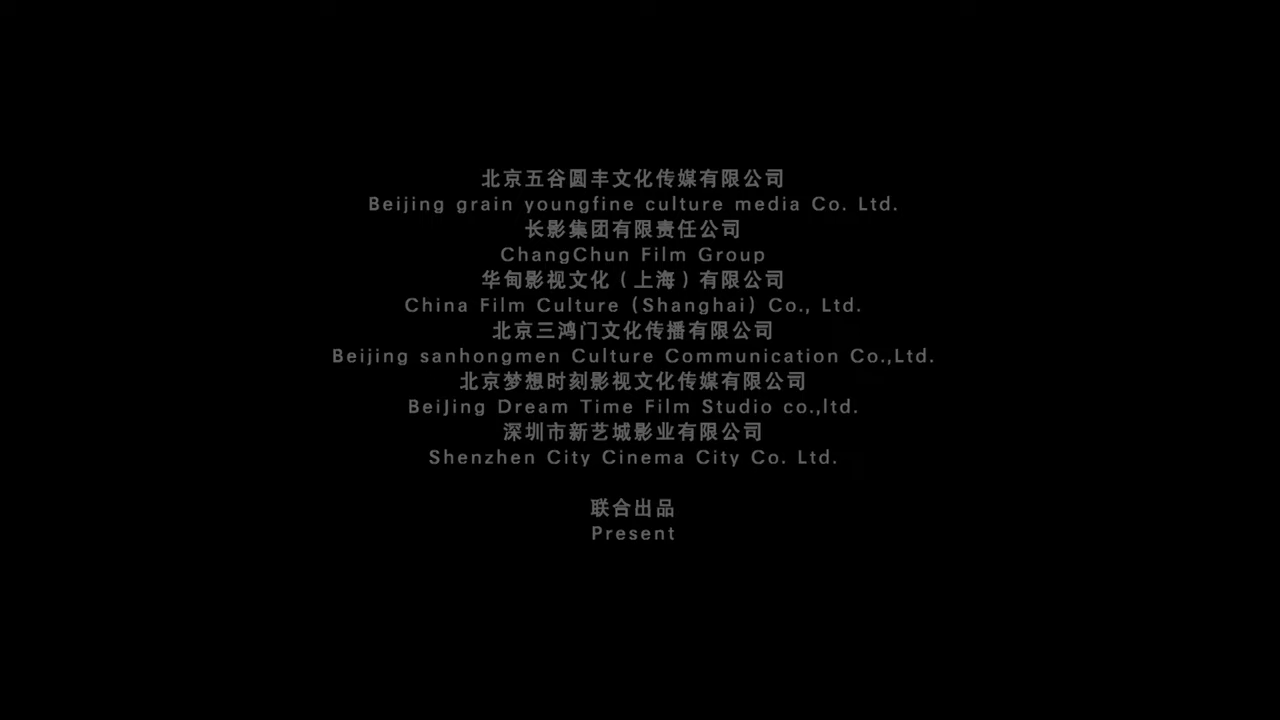 北京五谷圆丰文化传媒有限公司
Beijing grain youngfine culture media Co. Ltd.
长影集团有限责任公司
ChangChun Film Group
华甸影视文化（上海）有限公司
China Film Culture（Shanghai）Co., Ltd.
北京三鸿门文化传播有限公司
Beijing sanhongmen Culture Communication Co.,Ltd.
北京梦想时刻影视文化传媒有限公司
BeiJing Dream Time Film Studio co.,ltd.
深圳市新艺城影业有限公司
Shenzhen City Cinema City Co. Ltd.
联合出品
Present